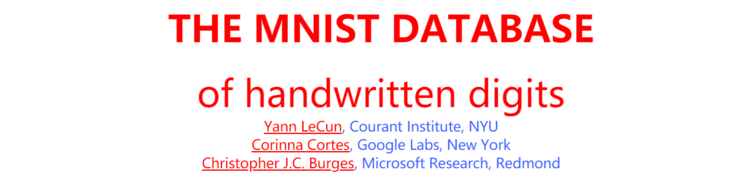 THE MNIST DATABASE
of handwritten digits
Yann LeCun, Courant Institute, NYU
Corinna Cortes, Google Labs, New York
Christopher J.C. Burges, Microsoft Research, Redmond